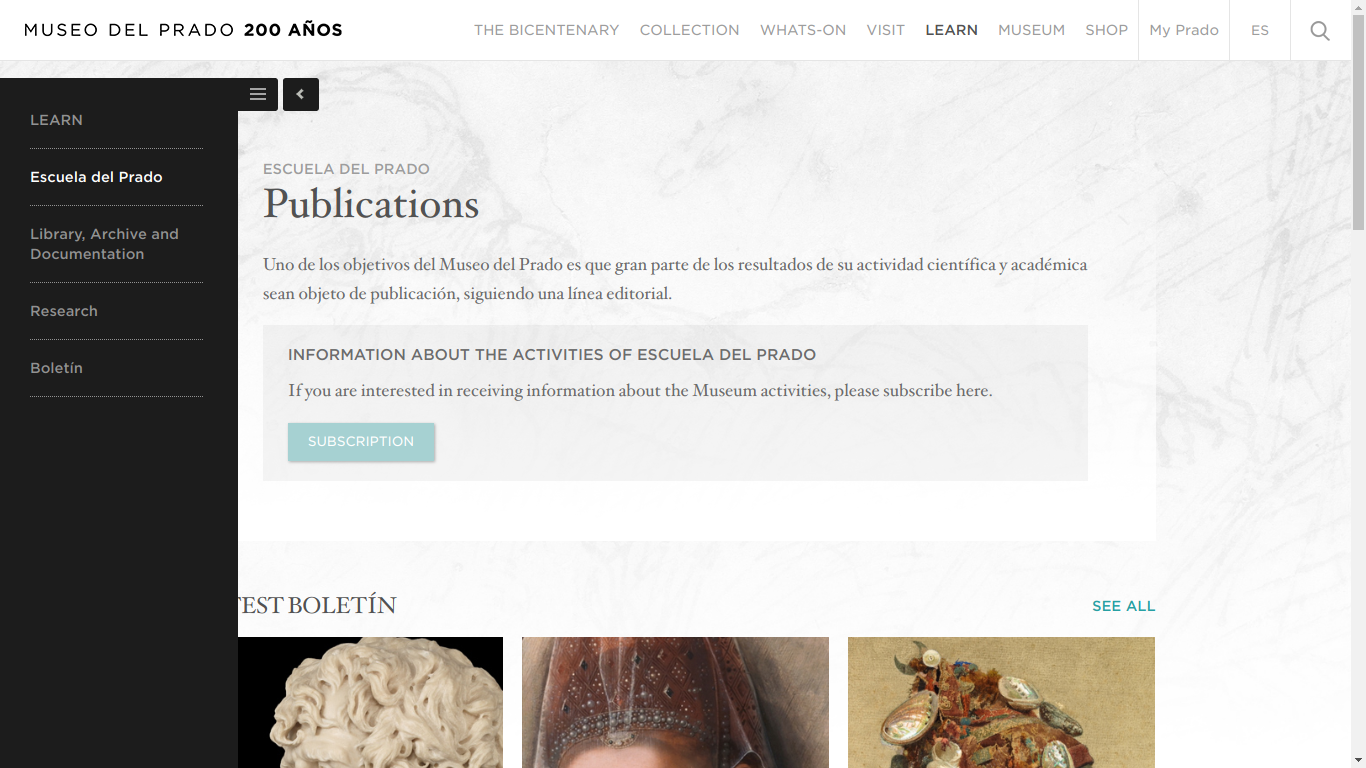 MUSEO DEL PRADO 200 AÑOS
THE BICENTENARY COLLECTION WHATS-ON VISIT LEARN MUSEUM SHOP My Prado ES
LEARN
Escuela del Prado
Library, Archive and
Documentation
Research
Boletín
ESCUELA DEL PRADO
Publications
Uno de los objetivos del Museo del Prado es que gran parte de los resultados de su actividad científica y académica
sean objeto de publicación, siguiendo una línea editorial.
INFORMATION ABOUT THE ACTIVITIES OF ESCUELA DEL PRADO
If you are interested in receiving information about the Museum activities, please subscribe here.
SUBSCRIPTION
TEST BOLETÍN
SEE ALL